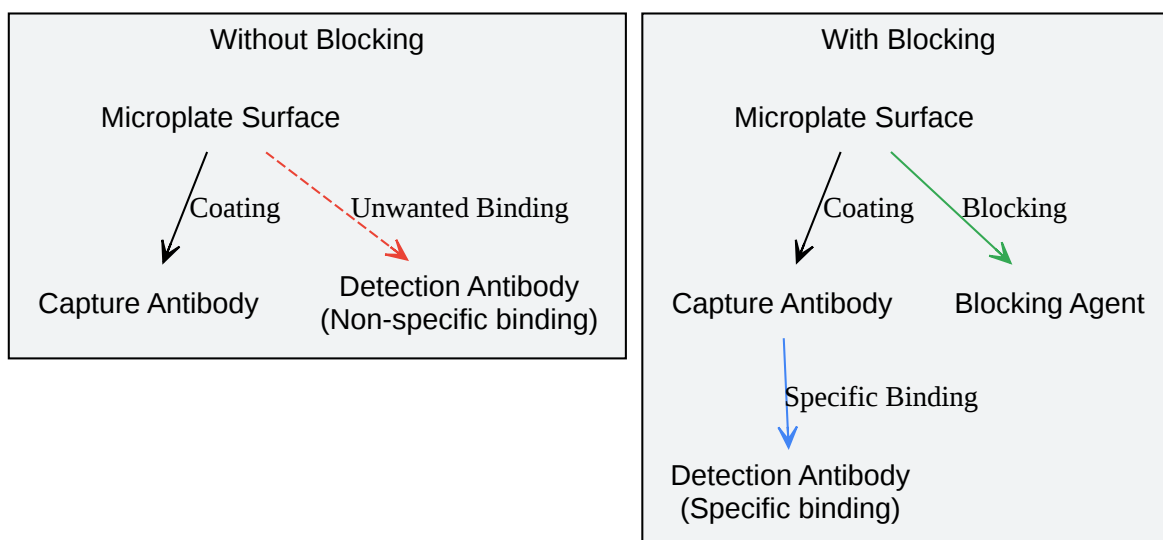 Without Blocking
Microplate Surface
Coating
Unwanted Binding
Capture Antibody
Detection Antibody
(Non-specific binding)
With Blocking
Microplate Surface
Coating
Blocking
Capture Antibody
Blocking Agent
Specific Binding
Detection Antibody
(Specific binding)